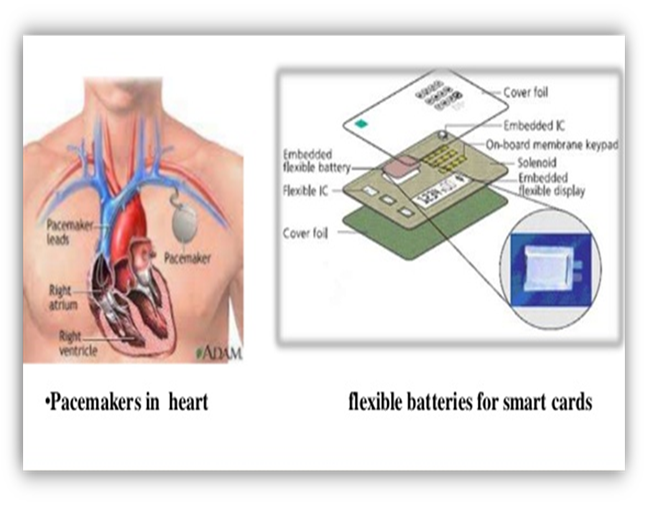 Pacemaker
leads
Pacemaker
Right
atrium
Right
ventricle
ADAM
Cover foil
Embedded IC
On-board membrane keypad
Embedded
flexible battery
Solenoid
Embedded
flexible display
Flexible IC
Cover foil
•Pacemakers in heart
flexible batteries for smart cards